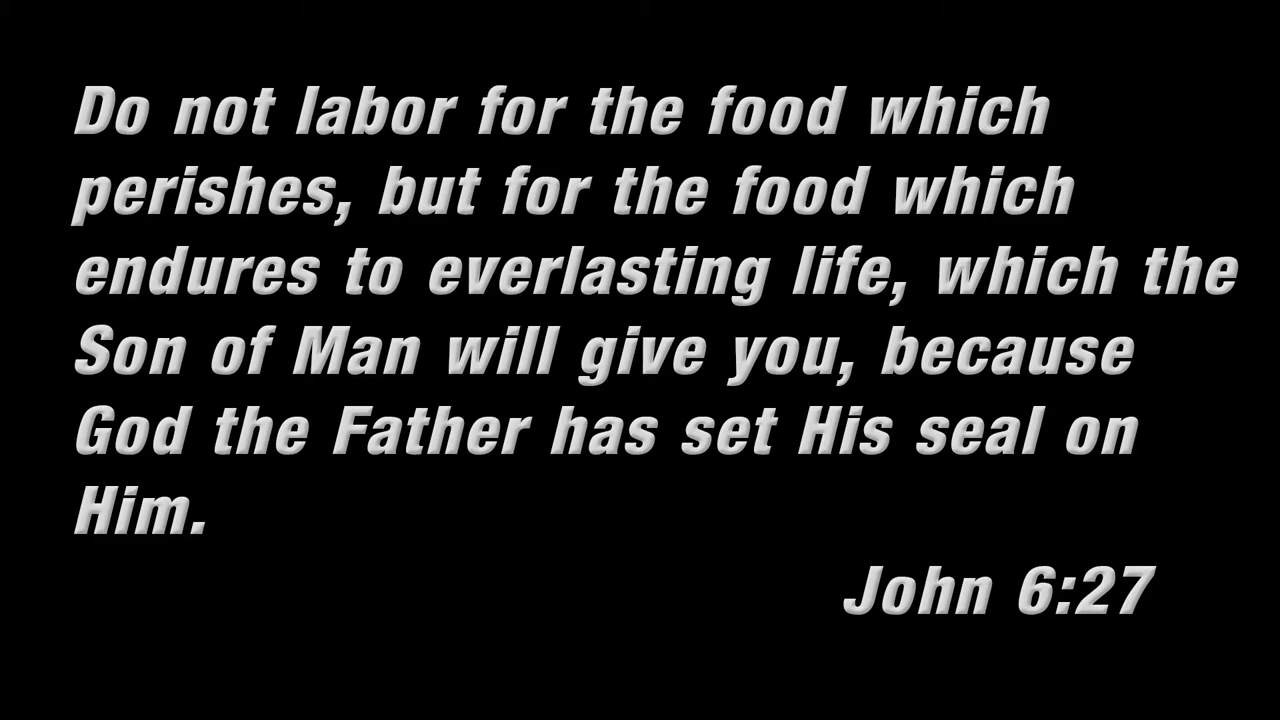 Do not labor for the food which
perishes, but for the food which
endures to everlasting life, which the
Son of Man will give you, because
God the Father has set His seal on
Him.
John 6:27